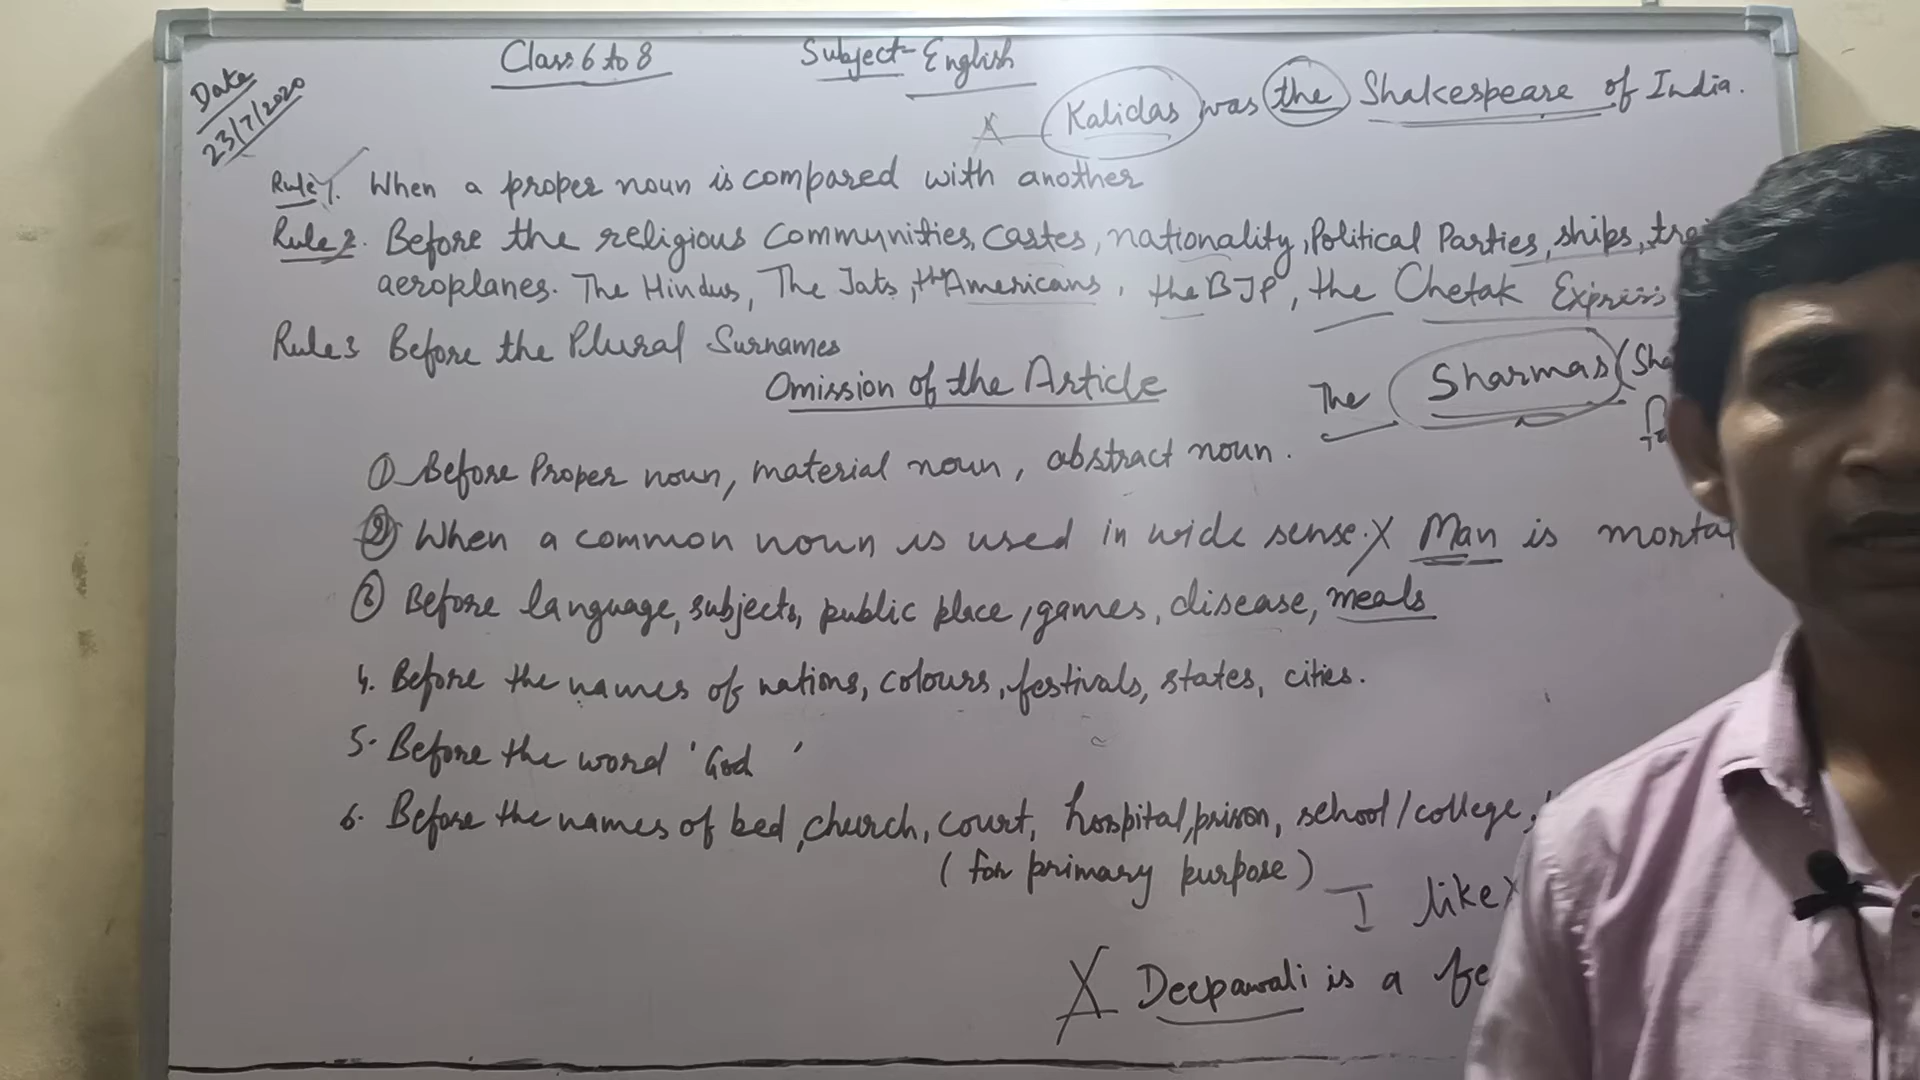 Class 6 to 8 Subject- English
Date
23/7/2020
Kalidas was the Shakespeare of India.
Rule 1. When a proper noun is compared with another
Rule 2. Before the religious Communities, Castes, nationality, Political Parties, ships,
aeroplanes. The Hindus, The Jats, the Americans, the BJP, the Chetak Express
Rule 3 Before the Plural Surnames
Omission of the Article
The Sharmas
① Before Proper noun, material noun, abstract noun.
② When a common noun is used in wide sense. X Man is mortal
③ Before language, subjects, public place, games, disease, meals
4. Before the names of nations, colours, festivals, states, cities.
5. Before the word 'God'
6. Before the names of bed, church, court, hospital, prison, school/college,
(for primary purpose)
I like X
X Deepawali is a